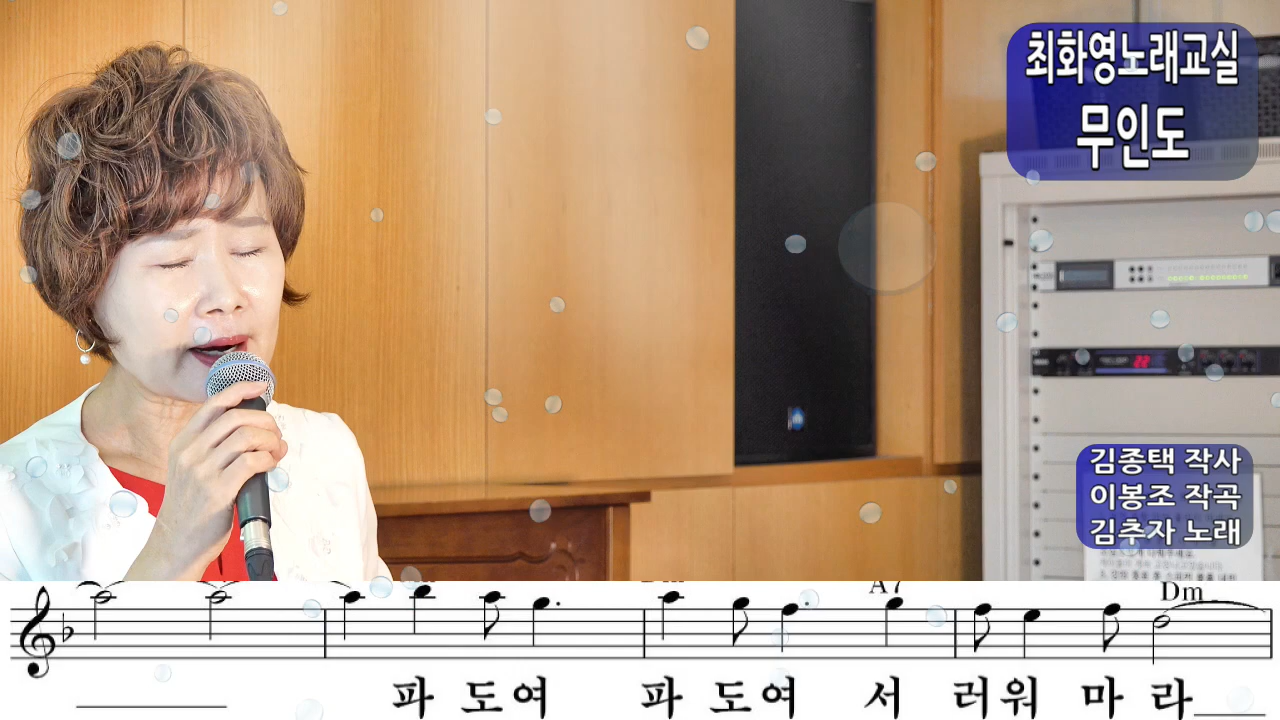 최화영노래교실
무인도
22
김종택 작사
이봉조 작곡
김추자 노래
A7
Dm
파 도여 파 도여 서 러워 마 라